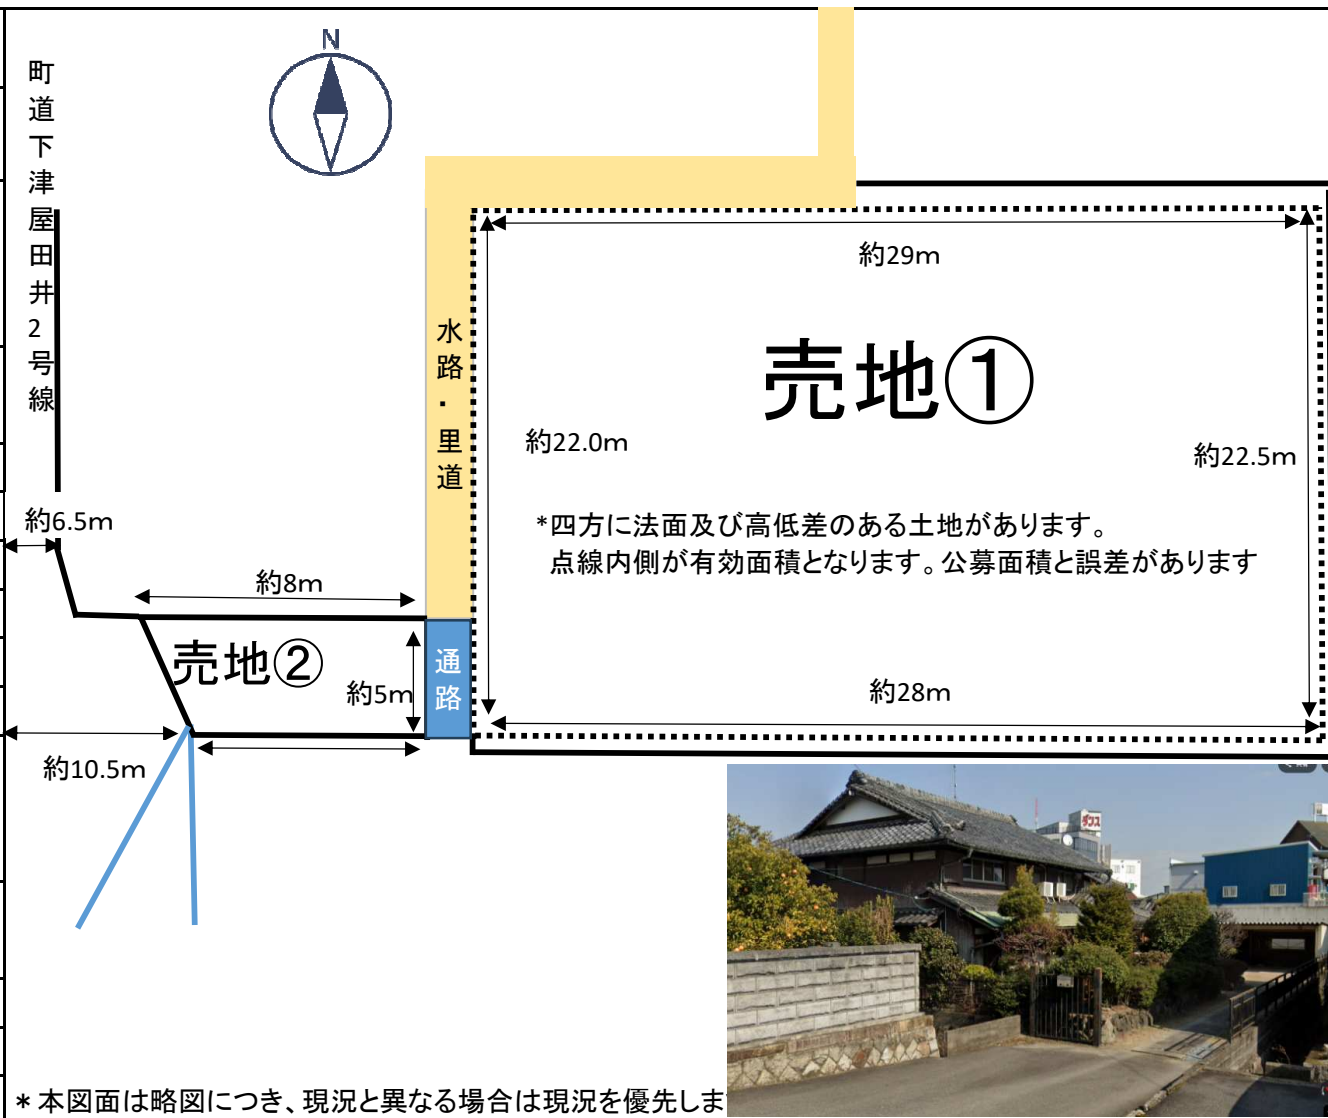 N
町道下津屋田井2号線
約29m
水路・里道
売地①
約22.0m
約22.5m
約6.5m
*四方に法面及び高低差のある土地があります。
点線内側が有効面積となります。公募面積と誤差があります
約8m
売地②
通路
約5m
約28m
約10.5m
ダンス
*本図面は略図につき、現況と異なる場合は現況を優先しま